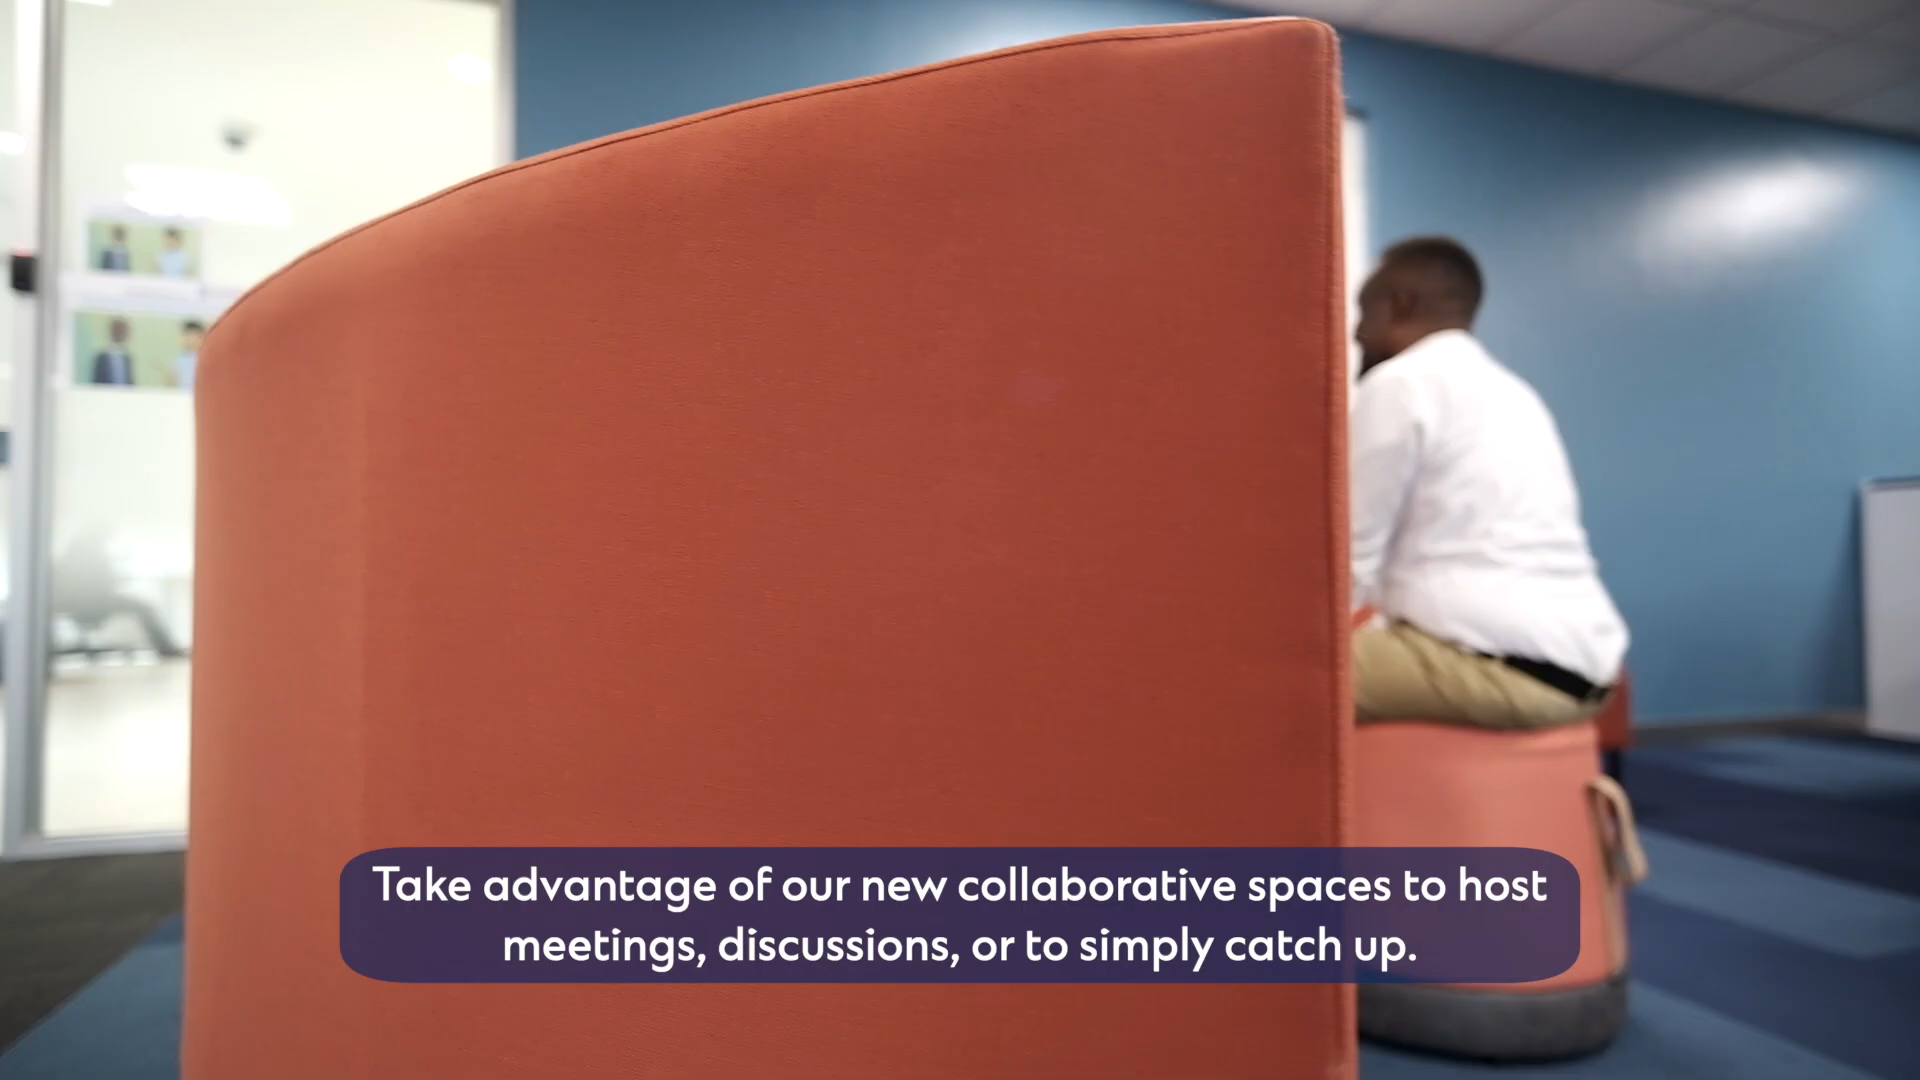 Take advantage of our new collaborative spaces to host
meetings, discussions, or to simply catch up.